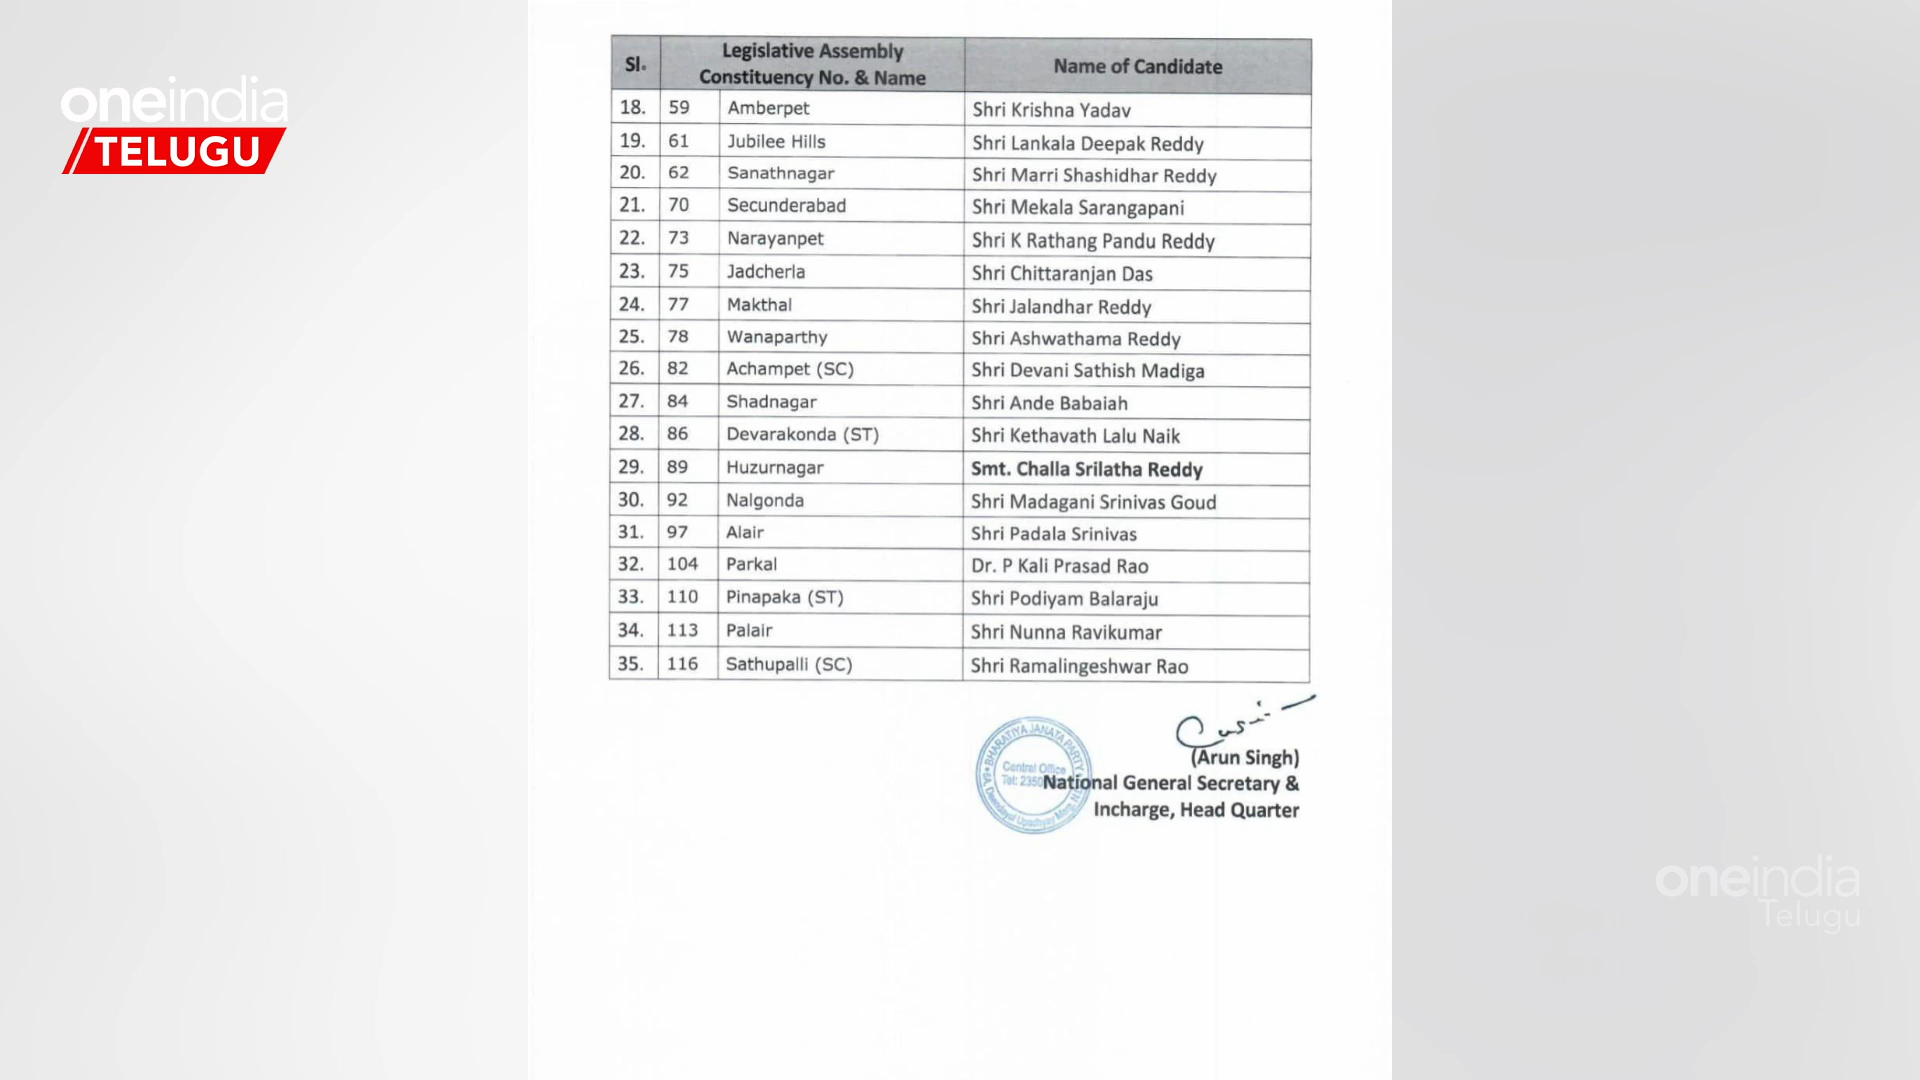 oneindia
TELUGU
Sl. Legislative Assembly Constituency No. & Name Name of Candidate
18. 59 Amberpet Shri Krishna Yadav
19. 61 Jubilee Hills Shri Lankala Deepak Reddy
20. 62 Sanathnagar Shri Marri Shashidhar Reddy
21. 70 Secunderabad Shri Mekala Sarangapani
22. 73 Narayanpet Shri K Rathang Pandu Reddy
23. 75 Jadcherla Shri Chittaranjan Das
24. 77 Makthal Shri Jalandhar Reddy
25. 78 Wanaparthy Shri Ashwathama Reddy
26. 82 Achampet (SC) Shri Devani Sathish Madiga
27. 84 Shadnagar Shri Ande Babaiah
28. 86 Devarakonda (ST) Shri Kethavath Lalu Naik
29. 89 Huzurnagar Smt. Challa Srilatha Reddy
30. 92 Nalgonda Shri Madagani Srinivas Goud
31. 97 Alair Shri Padala Srinivas
32. 104 Parkal Dr. P Kali Prasad Rao
33. 110 Pinapaka (ST) Shri Podiyam Balaraju
34. 113 Palair Shri Nunna Ravikumar
35. 116 Sathupalli (SC) Shri Ramalingeshwar Rao
(Arun Singh)
National General Secretary &
Incharge, Head Quarter
BHARATIYA JANATA PARTY
Central Office
Tel: 2350
oneindia
Telugu